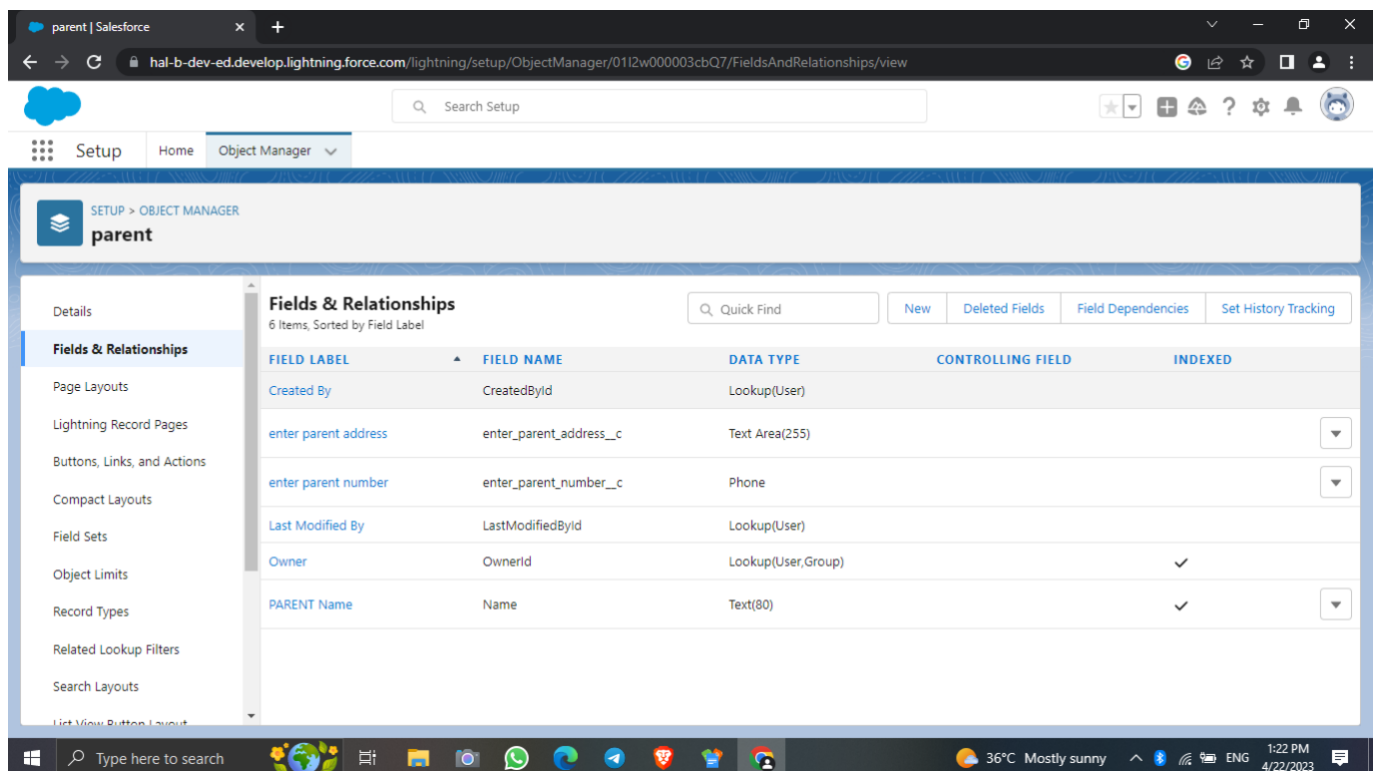 parent | Salesforce
hal-b-dev-ed.develop.lightning.force.com/lightning/setup/ObjectManager/01I2w000003cbQ7/FieldsAndRelationships/view
Search Setup
Setup Home Object Manager
SETUP > OBJECT MANAGER
parent
Details
Fields & Relationships
Page Layouts
Lightning Record Pages
Buttons, Links, and Actions
Compact Layouts
Field Sets
Object Limits
Record Types
Related Lookup Filters
Search Layouts
List View Button Layout
Fields & Relationships
6 Items, Sorted by Field Label
Quick Find New Deleted Fields Field Dependencies Set History Tracking
FIELD LABEL FIELD NAME DATA TYPE CONTROLLING FIELD INDEXED
Created By CreatedById Lookup(User)
enter parent address enter_parent_address__c Text Area(255)
enter parent number enter_parent_number__c Phone
Last Modified By LastModifiedById Lookup(User)
Owner OwnerId Lookup(User,Group)
PARENT Name Name Text(80)
Type here to search 36°C Mostly sunny ENG 1:22 PM
4/22/2023